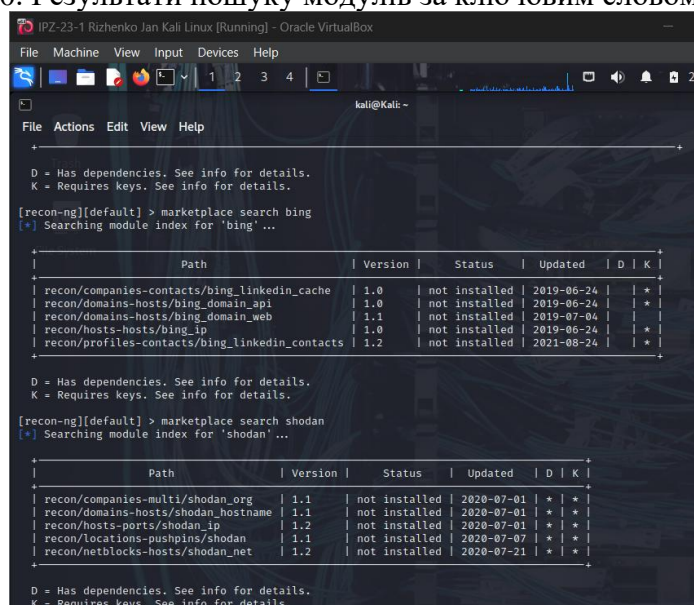 Результати пошуку модулів за ключовим словом
IPZ-23-1 Rizhenko Jan Kali Linux [Running] - Oracle VirtualBox
File Machine View Input Devices Help
1 2 3 4
kali@Kali: ~
File Actions Edit View Help
D = Has dependencies. See info for details.
K = Requires keys. See info for details.
[recon-ng][default] > marketplace search bing
[*] Searching module index for 'bing'...
| Path | Version | Status | Updated | D | K |
| recon/companies-contacts/bing_linkedin_cache | 1.0 | not installed | 2019-06-24 | | * |
| recon/domains-hosts/bing_domain_api | 1.0 | not installed | 2019-06-24 | | * |
| recon/domains-hosts/bing_domain_web | 1.1 | not installed | 2019-07-04 | | |
| recon/hosts-hosts/bing_ip | 1.0 | not installed | 2019-06-24 | | * |
| recon/profiles-contacts/bing_linkedin_contacts | 1.2 | not installed | 2021-08-24 | | * |
D = Has dependencies. See info for details.
K = Requires keys. See info for details.
[recon-ng][default] > marketplace search shodan
[*] Searching module index for 'shodan'...
| Path | Version | Status | Updated | D | K |
| recon/companies-multi/shodan_org | 1.1 | not installed | 2020-07-01 | * | * |
| recon/domains-hosts/shodan_hostname | 1.1 | not installed | 2020-07-01 | * | * |
| recon/hosts-ports/shodan_ip | 1.2 | not installed | 2020-07-01 | * | * |
| recon/locations-pushpins/shodan | 1.1 | not installed | 2020-07-07 | * | * |
| recon/netblocks-hosts/shodan_net | 1.2 | not installed | 2020-07-21 | * | * |
D = Has dependencies. See info for details.
K = Requires keys. See info for details.